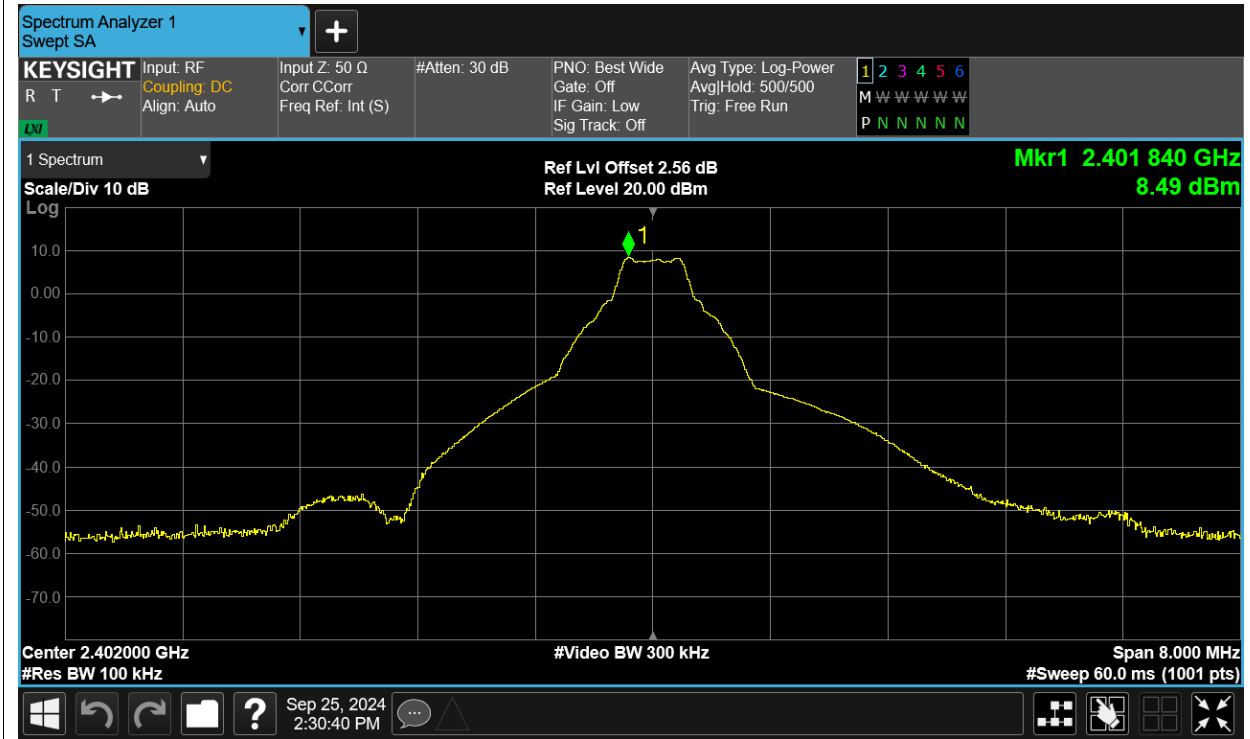 Spectrum Analyzer 1
Swept SA
+
KEYSIGHT
R T
LXI
Input: RF
Coupling: DC
Align: Auto
Input Z: 50 Ω
Corr CCorr
Freq Ref: Int (S)
#Atten: 30 dB
PNO: Best Wide
Gate: Off
IF Gain: Low
Sig Track: Off
Avg Type: Log-Power
Avg|Hold: 500/500
Trig: Free Run
1 2 3 4 5 6
M W W W W W
P N N N N N
1 Spectrum
Scale/Div 10 dB
Log
Ref Lvl Offset 2.56 dB
Ref Level 20.00 dBm
Mkr1 2.401 840 GHz
8.49 dBm
1
10.0
0.00
-10.0
-20.0
-30.0
-40.0
-50.0
-60.0
-70.0
Center 2.402000 GHz
#Video BW 300 kHz
Span 8.000 MHz
#Res BW 100 kHz
#Sweep 60.0 ms (1001 pts)
?
Sep 25, 2024
2:30:40 PM